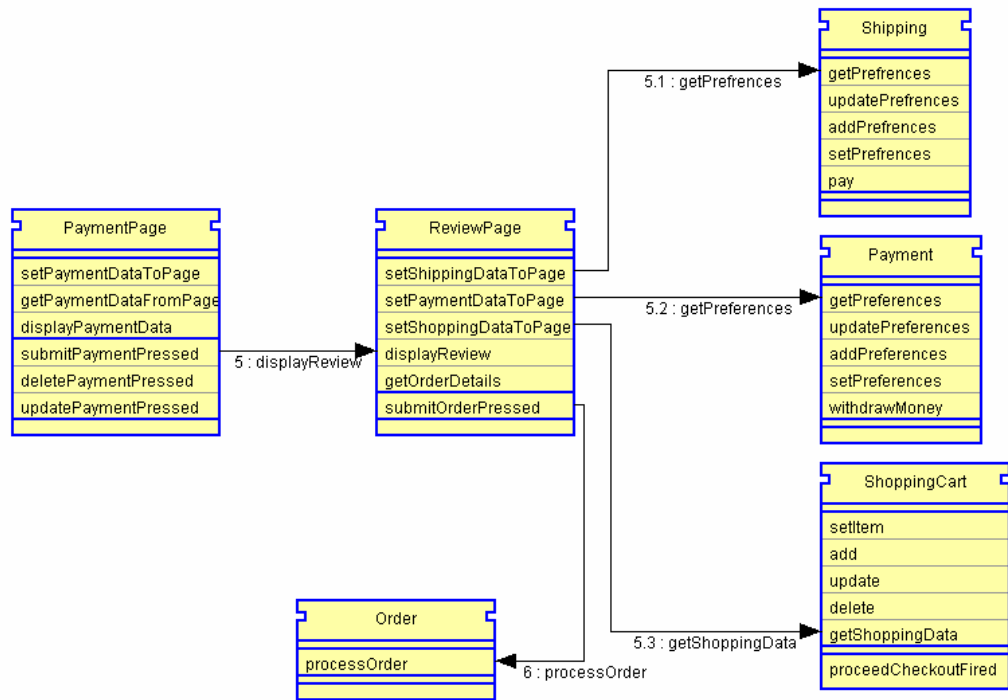 Shipping
getPrefrences
updatePrefrences
addPrefrences
setPrefrences
pay
5.1 : getPrefrences
PaymentPage
setPaymentDataToPage
getPaymentDataFromPage
displayPaymentData
submitPaymentPressed
deletePaymentPressed
updatePaymentPressed
5 : displayReview
ReviewPage
setShippingDataToPage
setPaymentDataToPage
setShoppingDataToPage
displayReview
getOrderDetails
submitOrderPressed
5.2 : getPreferences
Payment
getPreferences
updatePreferences
addPreferences
setPreferences
withdrawMoney
ShoppingCart
setItem
add
update
delete
getShoppingData
proceedCheckoutFired
5.3 : getShoppingData
Order
processOrder
6 : processOrder